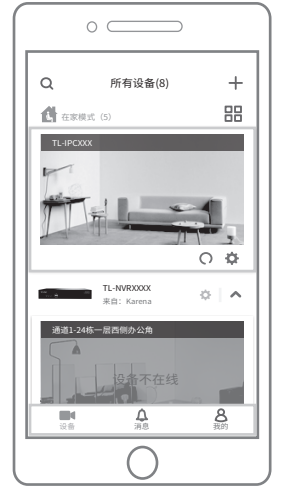 所有设备(8)
在家模式（5）
TL-IPCXXX
TL-NVRXXXX
来自：Karena
通道1-24栋一层西侧办公角
设备不在线
设备
消息
我的